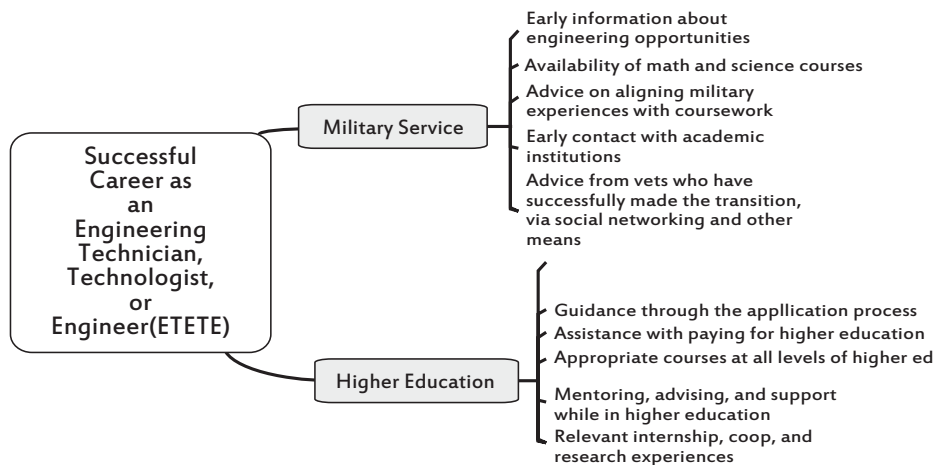 Successful
Career as
an
Engineering
Technician,
Technologist,
or
Engineer(ETETE)
Military Service
Early information about
engineering opportunities
Availability of math and science courses
Advice on aligning military
experiences with coursework
Early contact with academic
institutions
Advice from vets who have
successfully made the transition,
via social networking and other
means
Higher Education
Guidance through the appllication process
Assistance with paying for higher education
Appropriate courses at all levels of higher ed
Mentoring, advising, and support
while in higher education
Relevant internship, coop, and
research experiences